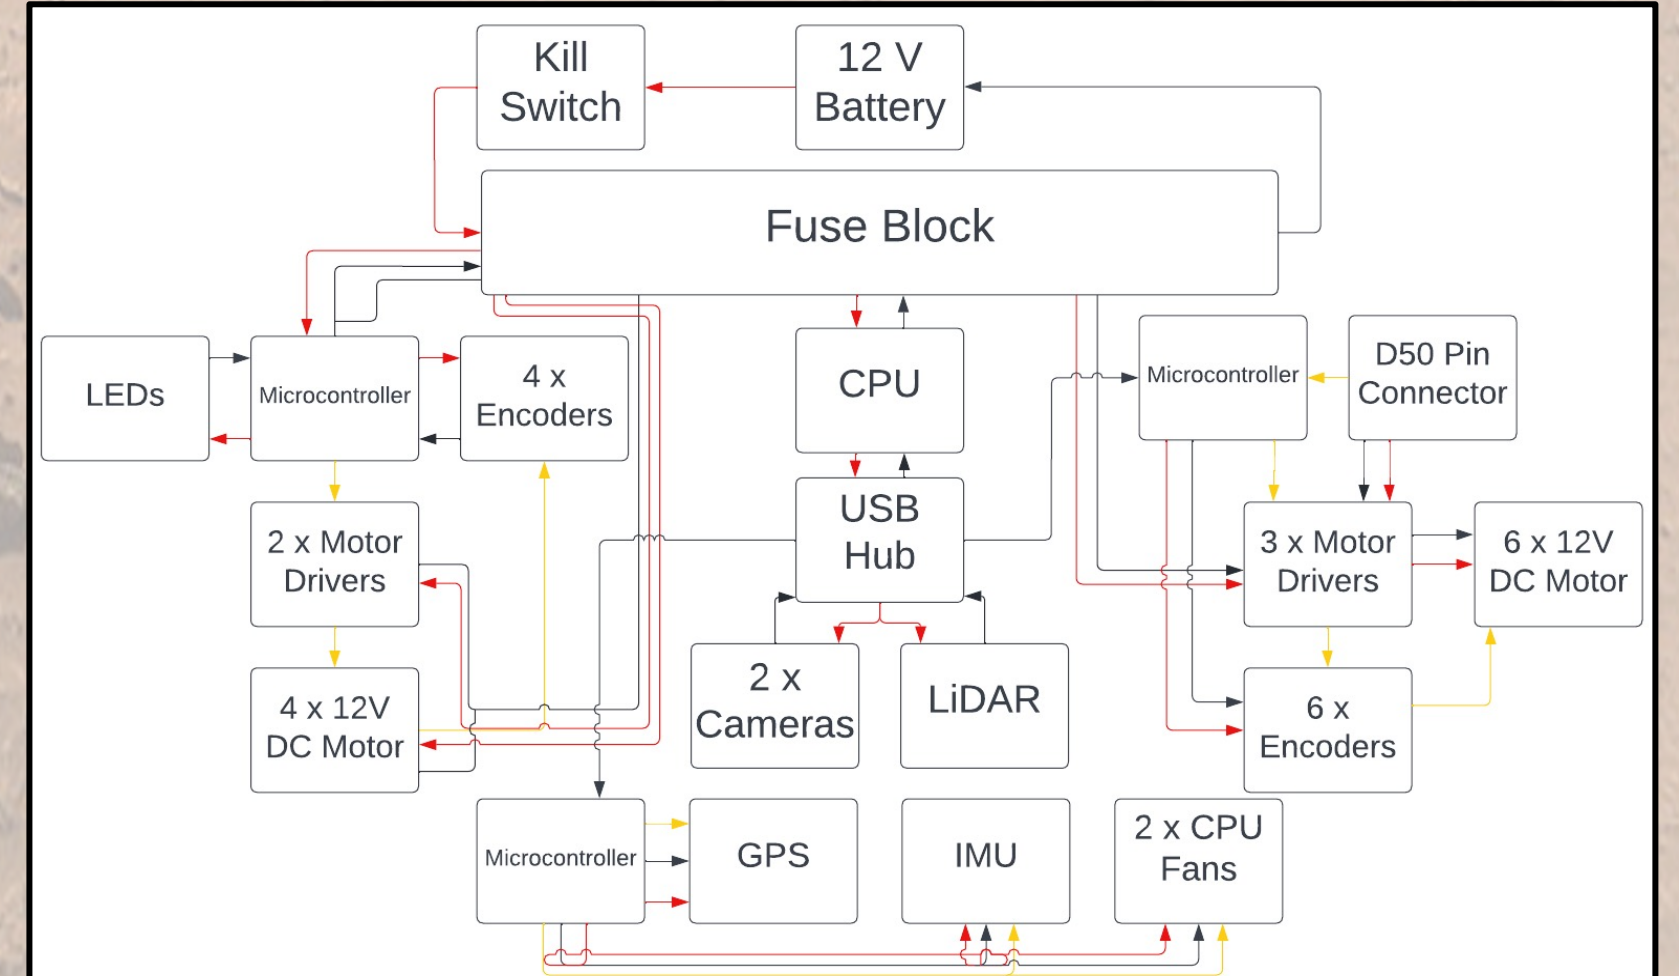 Kill
Switch
12 V
Battery
Fuse Block
LEDs
Microcontroller
4 x
Encoders
CPU
Microcontroller
D50 Pin
Connector
2 x Motor
Drivers
USB
Hub
3 x Motor
Drivers
6 x 12V
DC Motor
4 x 12V
DC Motor
2 x
Cameras
LiDAR
6 x
Encoders
Microcontroller
GPS
IMU
2 x CPU
Fans